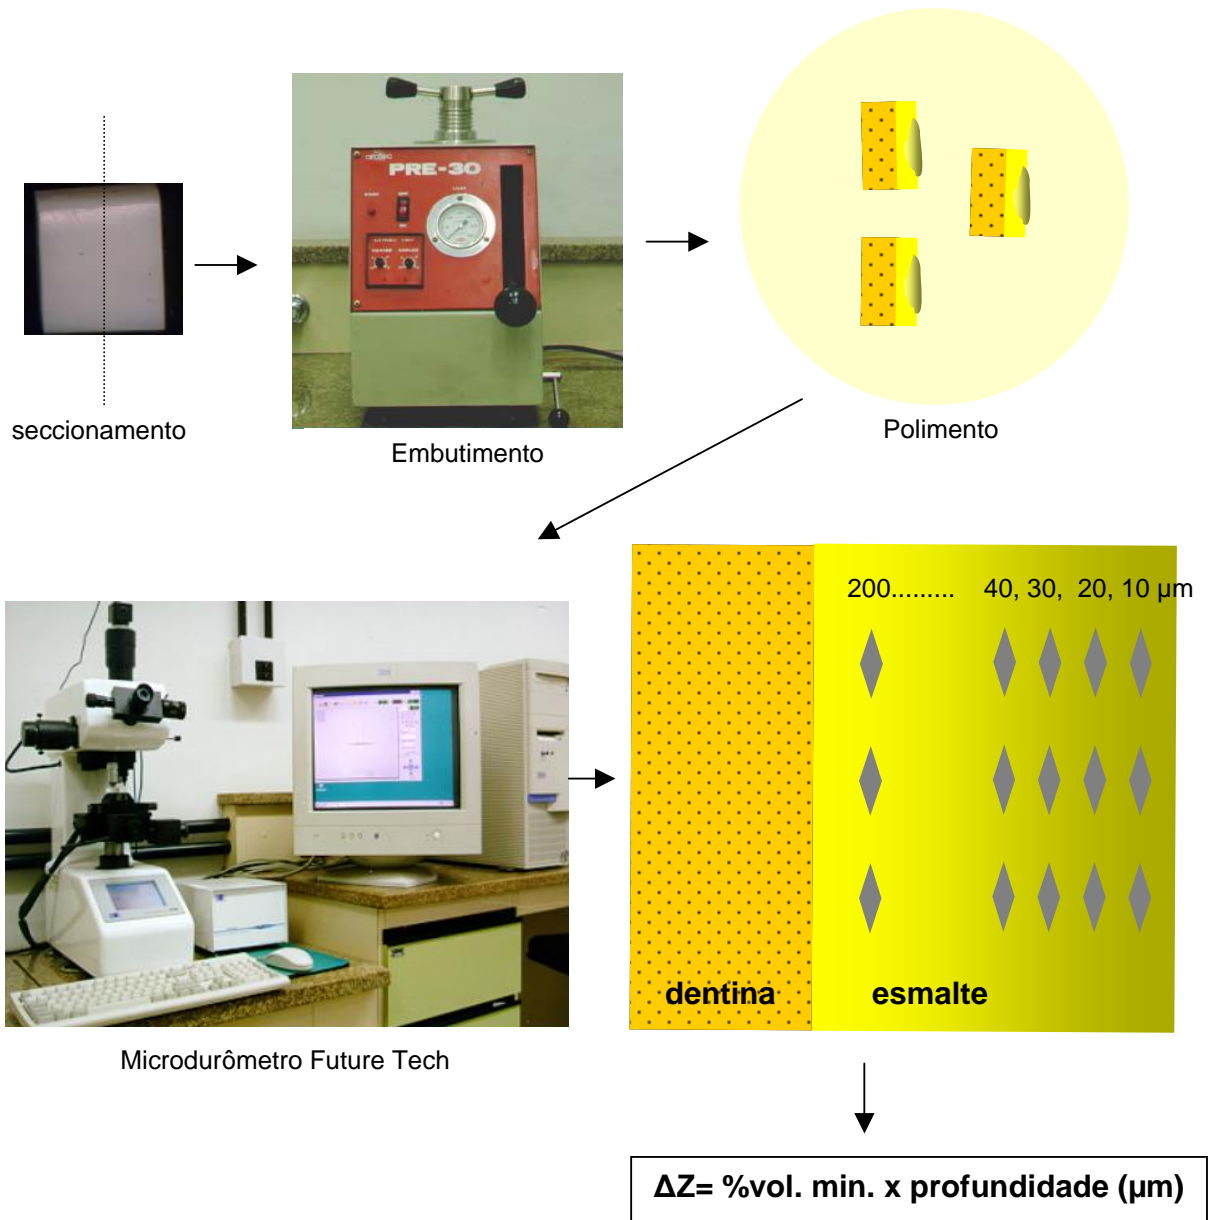 PRE-30
seccionamento
Embutimento
Polimento
200......... 40, 30, 20, 10 µm
dentina
esmalte
Microdurômetro Future Tech
ΔZ= %vol. min. x profundidade (µm)